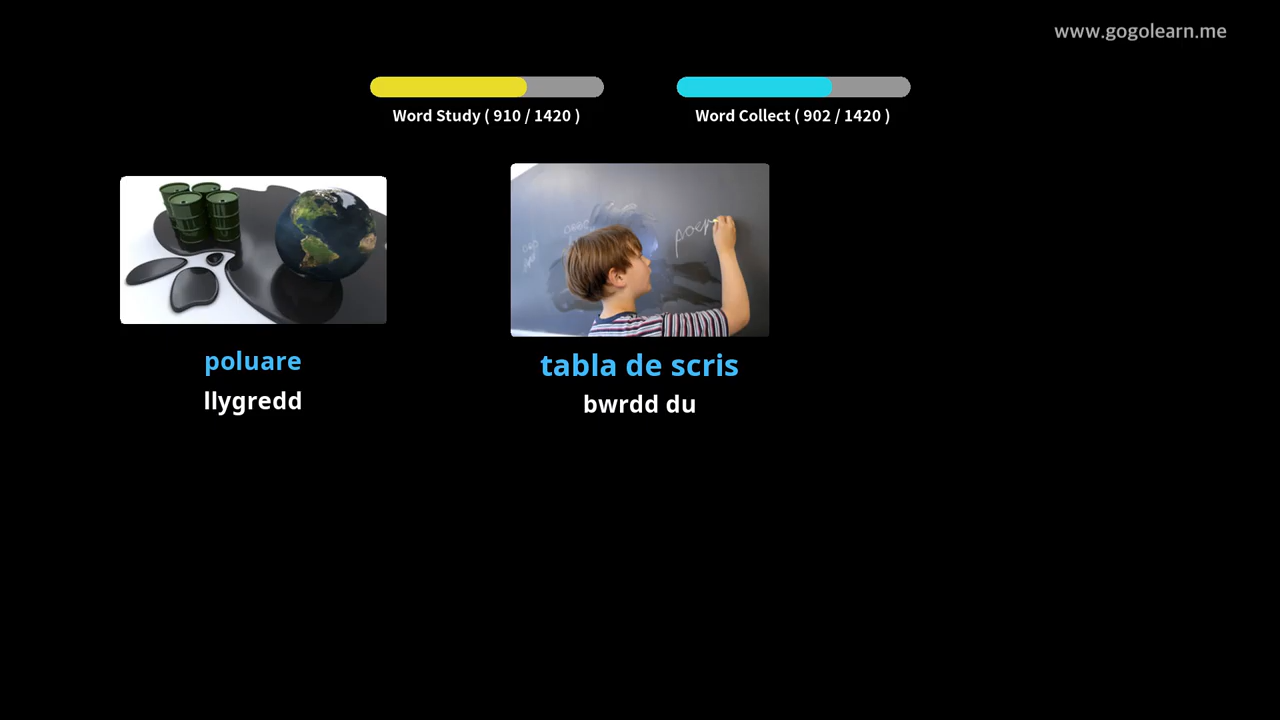 www.gogolearn.me
Word Study ( 910 / 1420 )
Word Collect ( 902 / 1420 )
poluare
llygredd
tabla de scris
bwrdd du